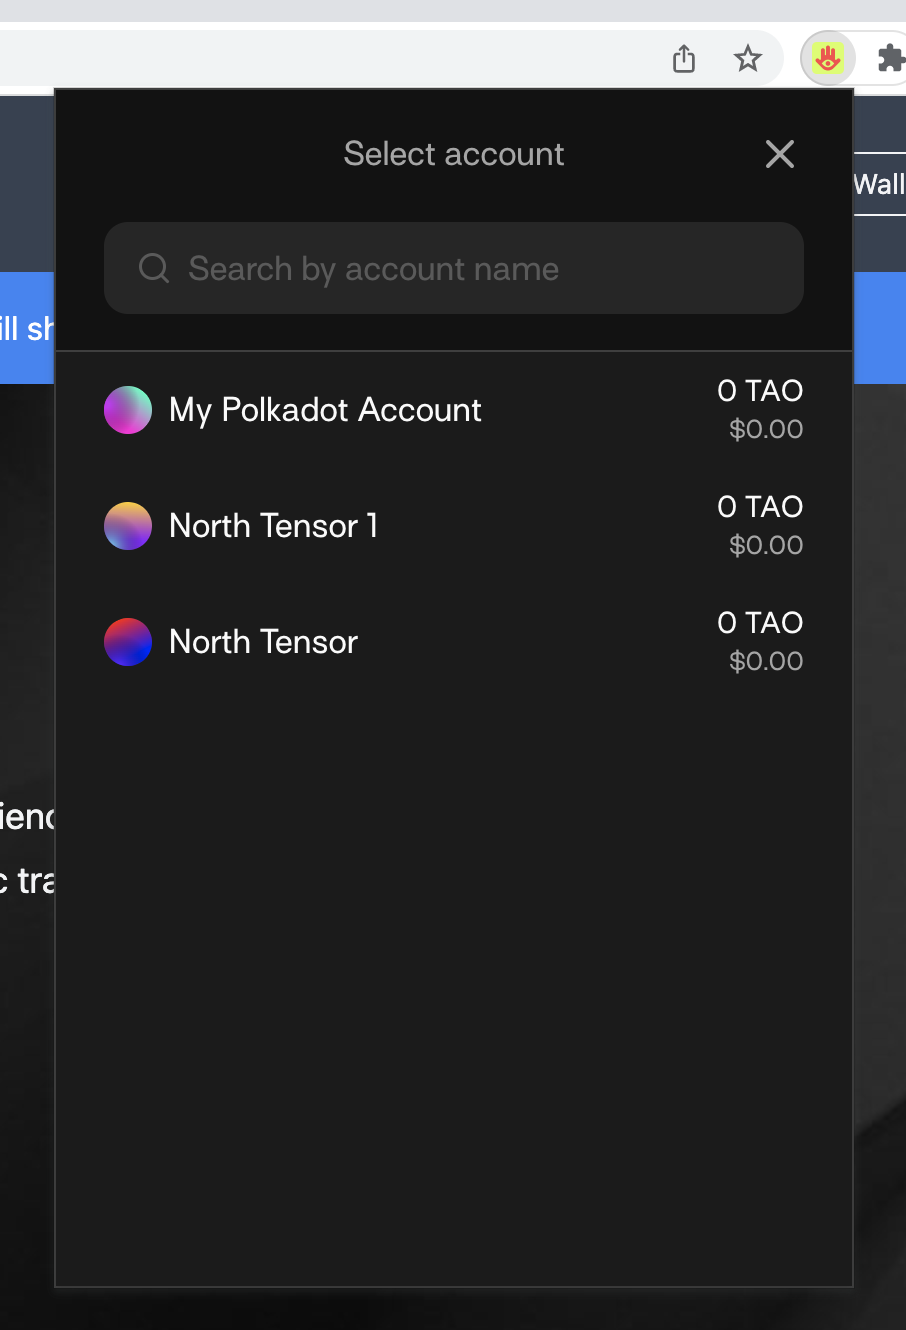 Select account
Wall
Search by account name
ill sh
My Polkadot Account
0 TAO
$0.00
North Tensor 1
0 TAO
$0.00
North Tensor
0 TAO
$0.00
ienc
c tra